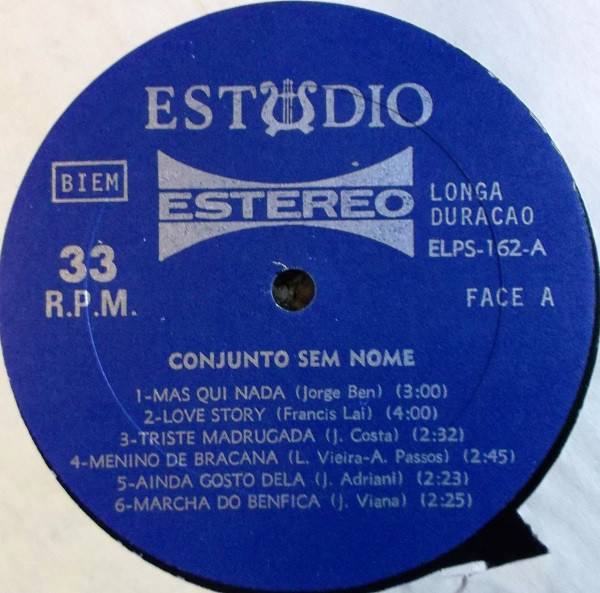 ESTUDIO
BIEM
ESTEREO
LONGA
DURACAO
ELPS-162-A
33
R.P.M.
FACE A
CONJUNTO SEM NOME
1-MAS QUI NADA (Jorge Ben) (3:00)
2-LOVE STORY (Francis Lai) (4:00)
3-TRISTE MADRUGADA (J. Costa) (2:32)
4-MENINO DE BRACANA (L. Vieira-A. Passos) (2:45)
5-AINDA GOSTO DELA (J. Adriani) (2:23)
6-MARCHA DO BENFICA (J. Viana) (2:25)